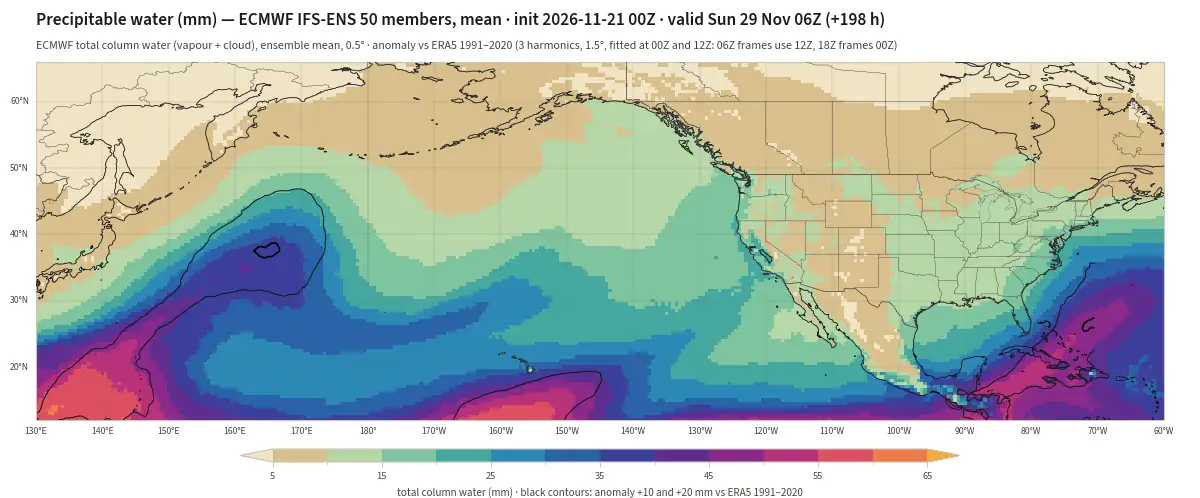 Precipitable water (mm) — ECMWF IFS-ENS 50 members, mean · init 2026-11-21 00Z · valid Sun 29 Nov 06Z (+198 h)
ECMWF total column water (vapour + cloud), ensemble mean, 0.5° · anomaly vs ERA5 1991–2020 (3 harmonics, 1.5°, fitted at 00Z and 12Z: 06Z frames use 12Z, 18Z frames 00Z)
60°N
50°N
40°N
30°N
20°N
130°E 140°E 150°E 160°E 170°E 180° 170°W 160°W 150°W 140°W 130°W 120°W 110°W 100°W 90°W 80°W 70°W 60°W
5 15 25 35 45 55 65
total column water (mm) · black contours: anomaly +10 and +20 mm vs ERA5 1991–2020